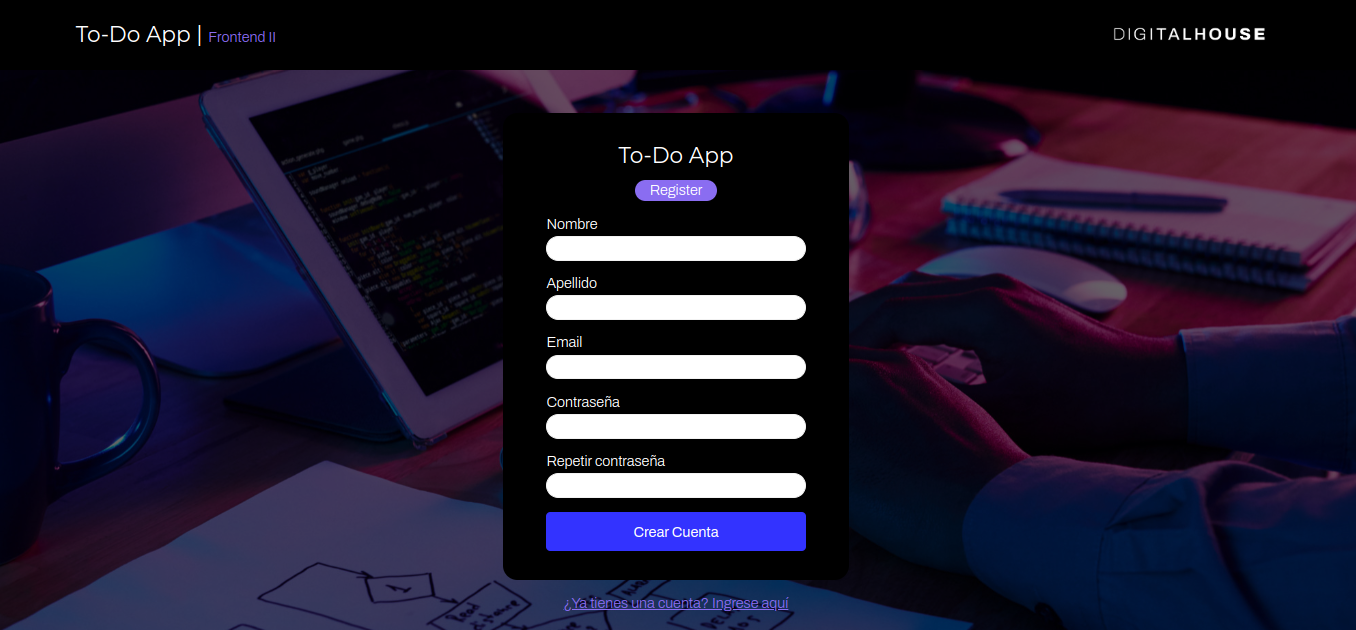 To-Do App | Frontend II
DIGITALHOUSE
To-Do App
Register
Nombre
Apellido
Email
Contraseña
Repetir contraseña
Crear Cuenta
¿Ya tienes una cuenta? Ingrese aquí
A